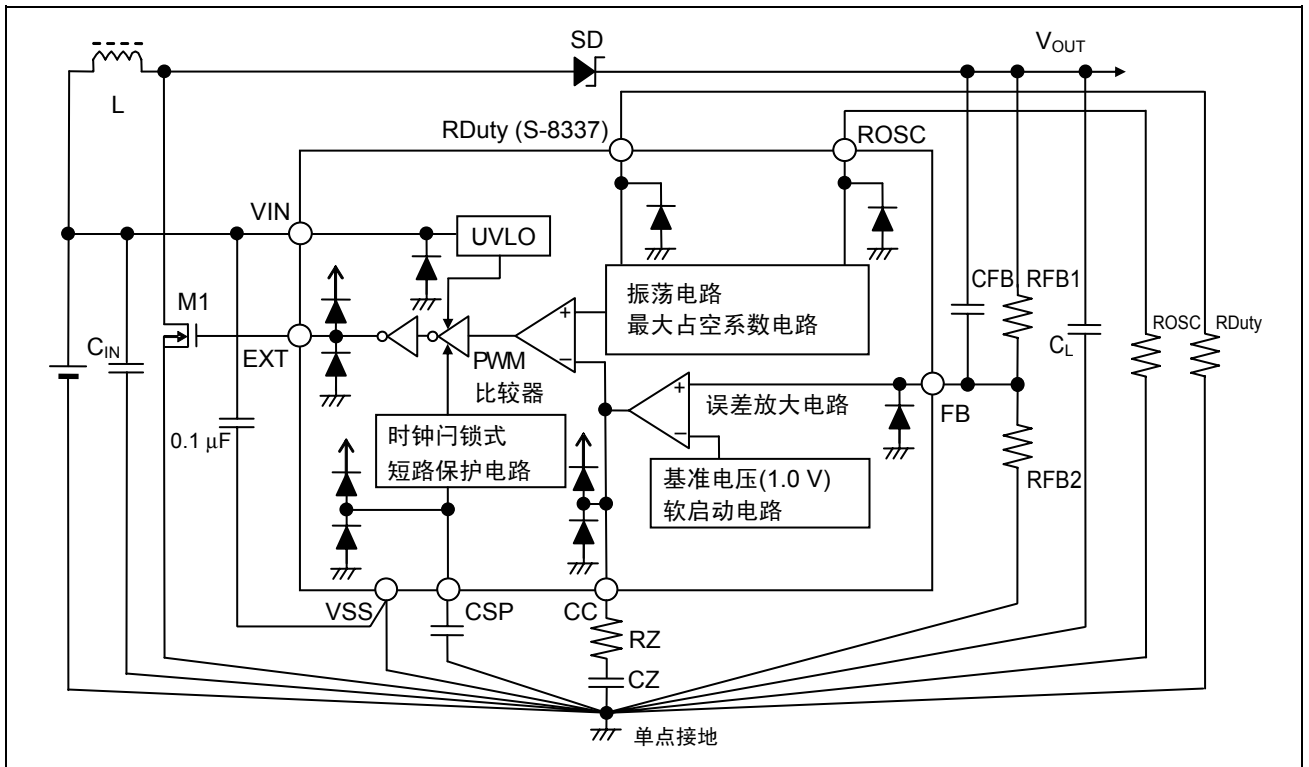 SD
V_OUT
L
RDuty (S-8337)
ROSC
VIN
UVLO
M1
C_IN
EXT
0.1 μF
PWM
比较器
振荡电路
最大占空系数电路
CFB
RFB1
C_L
ROSC
RDuty
误差放大电路
FB
RFB2
时钟闩锁式
短路保护电路
基准电压(1.0 V)
软启动电路
VSS
CSP
CC
RZ
CZ
单点接地
+
−
+
−